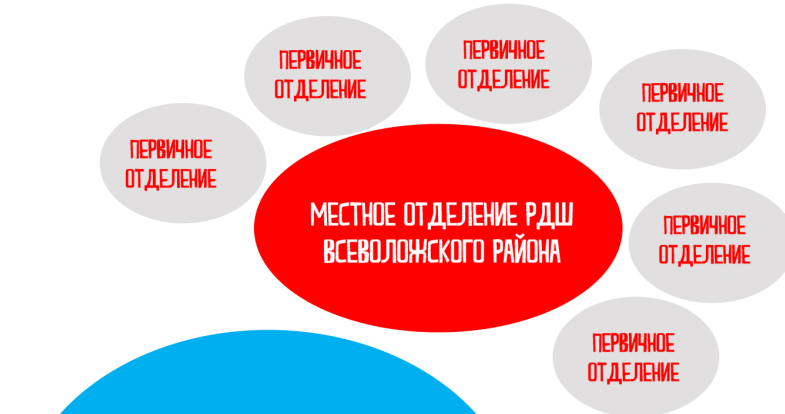 ПЕРВИЧНОЕ
ОТДЕЛЕНИЕ
ПЕРВИЧНОЕ
ОТДЕЛЕНИЕ
ПЕРВИЧНОЕ
ОТДЕЛЕНИЕ
ПЕРВИЧНОЕ
ОТДЕЛЕНИЕ
МЕСТНОЕ ОТДЕЛЕНИЕ РДШ
ВСЕВОЛОЖСКОГО РАЙОНА
ПЕРВИЧНОЕ
ОТДЕЛЕНИЕ
ПЕРВИЧНОЕ
ОТДЕЛЕНИЕ